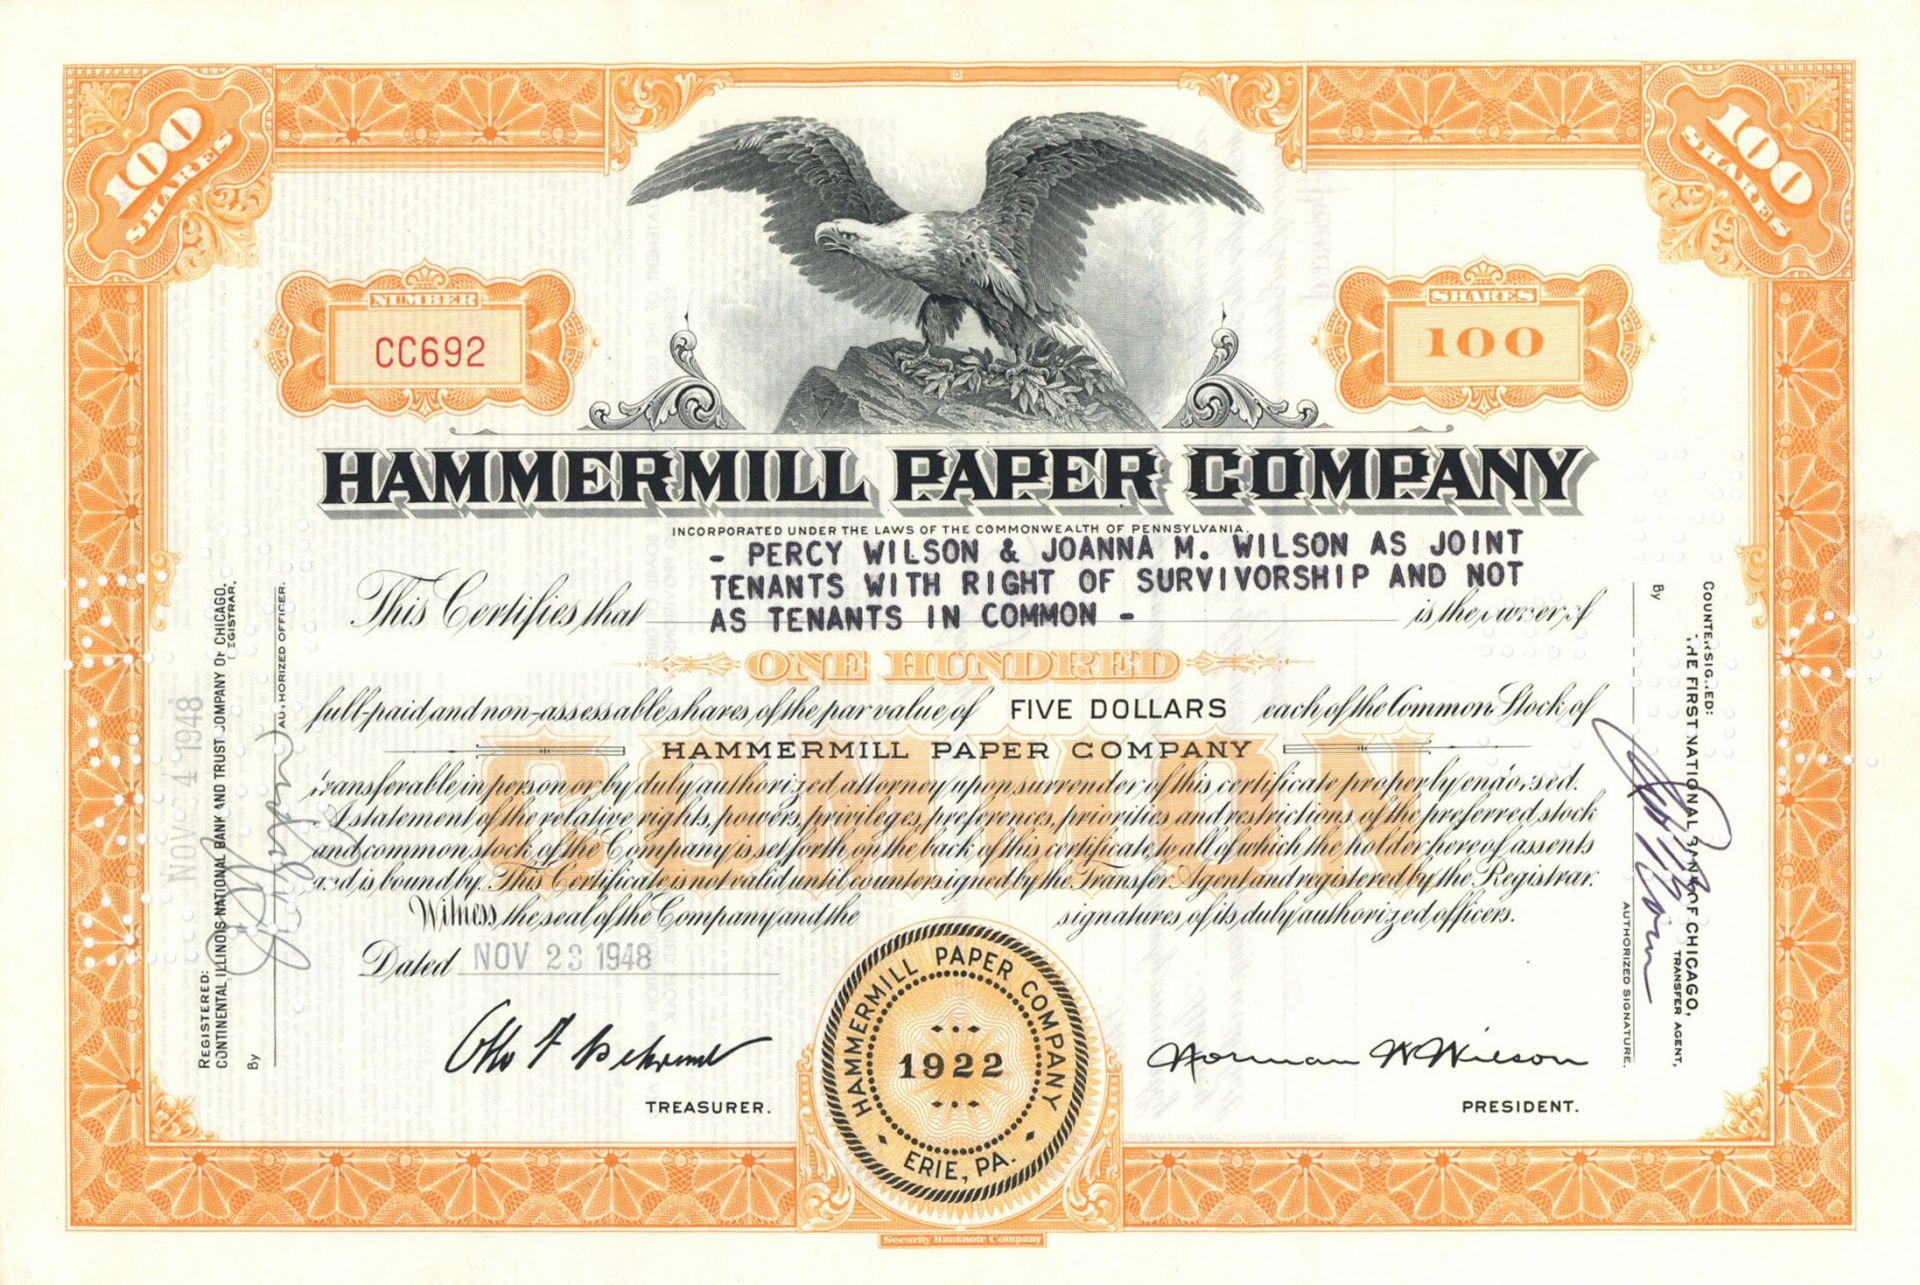 100 SHARES
100 SHARES
NUMBER
CC692
SHARES
100
HAMMERMILL PAPER COMPANY
INCORPORATED UNDER THE LAWS OF THE COMMONWEALTH OF PENNSYLVANIA.
- PERCY WILSON & JOANNA M. WILSON AS JOINT
TENANTS WITH RIGHT OF SURVIVORSHIP AND NOT
This Certifies that AS TENANTS IN COMMON - is the owner of
ONE HUNDRED
full-paid and non-assessable shares of the par value of FIVE DOLLARS each of the Common Stock of
HAMMERMILL PAPER COMPANY
COMMON
transferable in person or by duly authorized attorney upon surrender of this certificate properly endorsed.
A statement of the relative rights, powers, privileges, preferences, priorities and restrictions of the preferred stock
and common stock of the Company is set forth on the back of this certificate to all of which the holder hereof assents
and is bound by. This Certificate is not valid until countersigned by the Transfer Agent and registered by the Registrar.
Witness the seal of the Company and the signatures of its duly authorized officers.
Dated NOV 23 1948
TREASURER.
Norman W Wilson
PRESIDENT.
HAMMERMILL PAPER COMPANY
1922
ERIE, PA.
Security Banknote Company
NOV 24 1948
REGISTERED:
CONTINENTAL ILLINOIS NATIONAL BANK AND TRUST COMPANY OF CHICAGO,
REGISTRAR.
By
AUTHORIZED OFFICER.
COUNTERSIGNED:
THE FIRST NATIONAL BANK OF CHICAGO,
TRANSFER AGENT,
By
AUTHORIZED SIGNATURE.